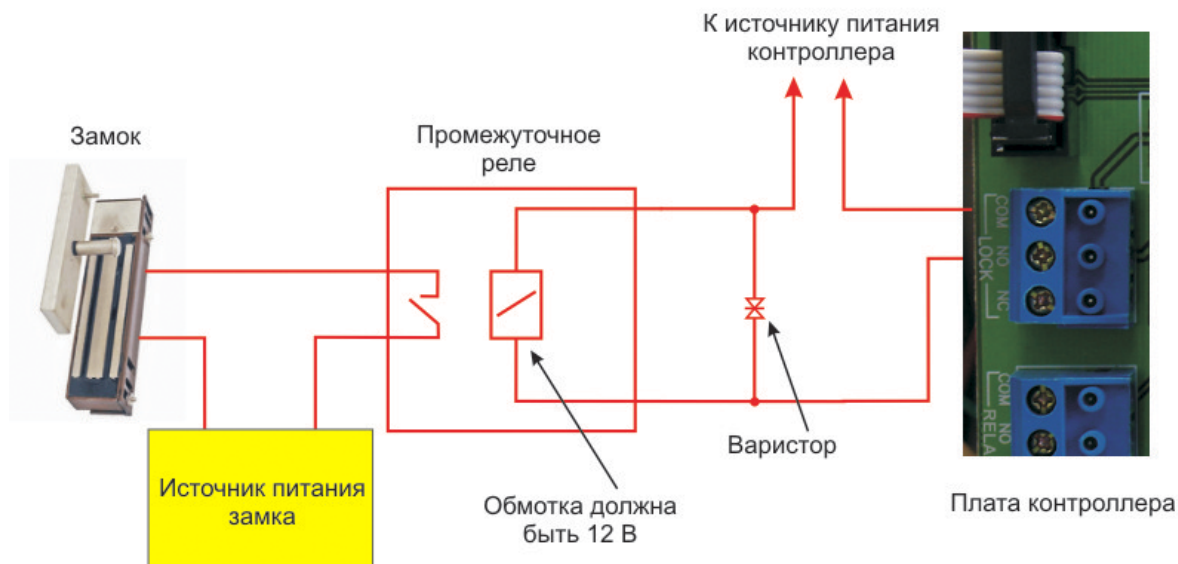 К источнику питания
контроллера
Замок
Промежуточное
реле
COM
NO
NC
LOCK
COM
NO
RELA
Варистор
Источник питания
замка
Обмотка должна
быть 12 В
Плата контроллера